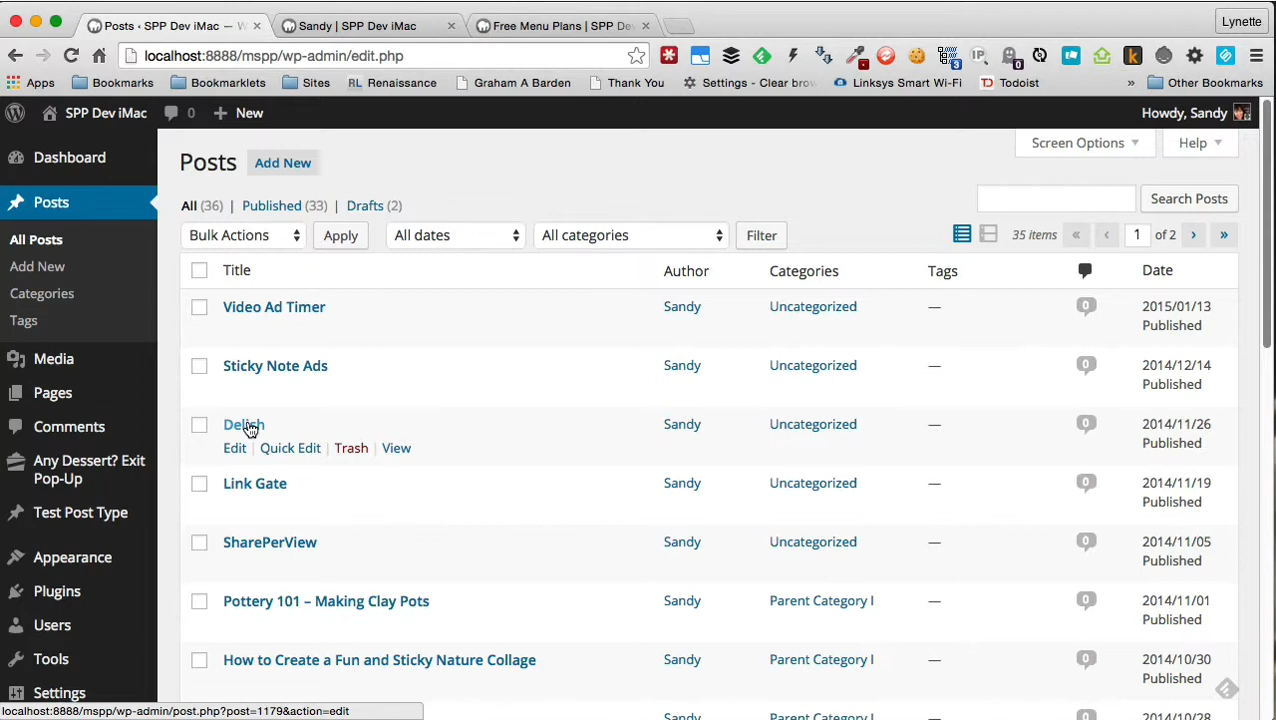 Posts ‹ SPP Dev iMac — W
Sandy | SPP Dev iMac
Free Menu Plans | SPP Dev
Lynette
localhost:8888/mspp/wp-admin/edit.php
Apps Bookmarks Bookmarklets Sites RL Renaissance Graham A Barden Thank You Settings - Clear brow Linksys Smart Wi-Fi Todoist » Other Bookmarks
SPP Dev iMac 0 + New Howdy, Sandy
Dashboard
Posts
All Posts
Add New
Categories
Tags
Media
Pages
Comments
Any Dessert? Exit
Pop-Up
Test Post Type
Appearance
Plugins
Users
Tools
Settings
Screen Options Help
Posts Add New
All (36) | Published (33) | Drafts (2)
Search Posts
Bulk Actions Apply All dates All categories Filter 35 items « ‹ 1 of 2 › »
Title Author Categories Tags Date
Video Ad Timer Sandy Uncategorized — 0 2015/01/13
Published
Sticky Note Ads Sandy Uncategorized — 0 2014/12/14
Published
Delish Sandy Uncategorized — 0 2014/11/26
Edit | Quick Edit | Trash | View Published
Link Gate Sandy Uncategorized — 0 2014/11/19
Published
SharePerView Sandy Uncategorized — 0 2014/11/05
Published
Pottery 101 – Making Clay Pots Sandy Parent Category I — 0 2014/11/01
Published
How to Create a Fun and Sticky Nature Collage Sandy Parent Category I — 0 2014/10/30
Published
Sandy Parent Category I 2014/10/28
localhost:8888/mspp/wp-admin/post.php?post=1179&action=edit